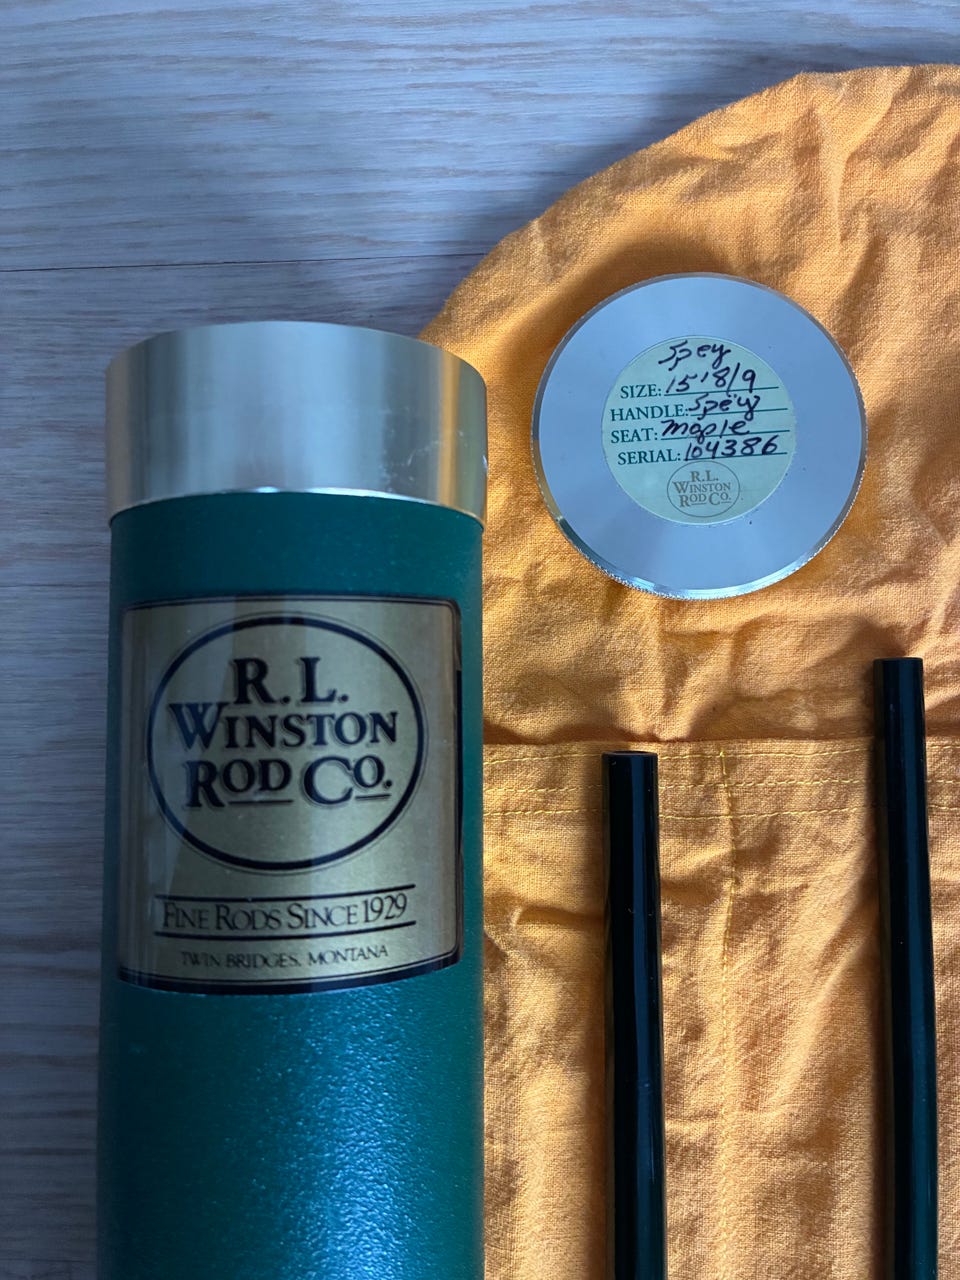 R. L.
WINSTON
ROD CO.
FINE RODS SINCE 1929
TWIN BRIDGES, MONTANA
Spey
SIZE: 15' 8/9
HANDLE: Spey
SEAT: Maple
SERIAL: 104386
R.L.
WINSTON
ROD CO.